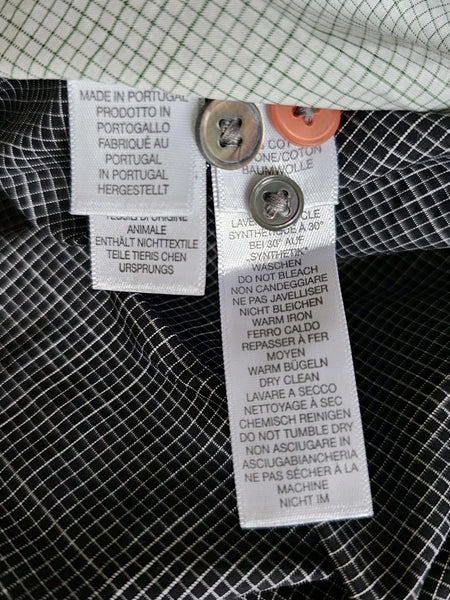 MADE IN PORTUGAL
PRODOTTO IN
PORTOGALLO
FABRIQUÉ AU
PORTUGAL
IN PORTUGAL
HERGESTELLT
ANIMALE
ENTHÄLT NICHTTEXTILE
TEILE TIERIS CHEN
URSPRUNGS
BAUMWOLLE
SYNTHETIQUE À 30°
BEI 30° AUF
"SYNTHETIK"
WASCHEN
DO NOT BLEACH
NON CANDEGGIARE
NE PAS JAVELLISER
NICHT BLEICHEN
WARM IRON
FERRO CALDO
REPASSER À FER
MOYEN
WARM BÜGELN
DRY CLEAN
LAVARE A SECCO
NETTOYAGE À SEC
CHEMISCH REINIGEN
DO NOT TUMBLE DRY
NON ASCIUGARE IN
ASCIUGABIANCHERIA
NE PAS SÉCHER À LA
MACHINE
NICHT IM